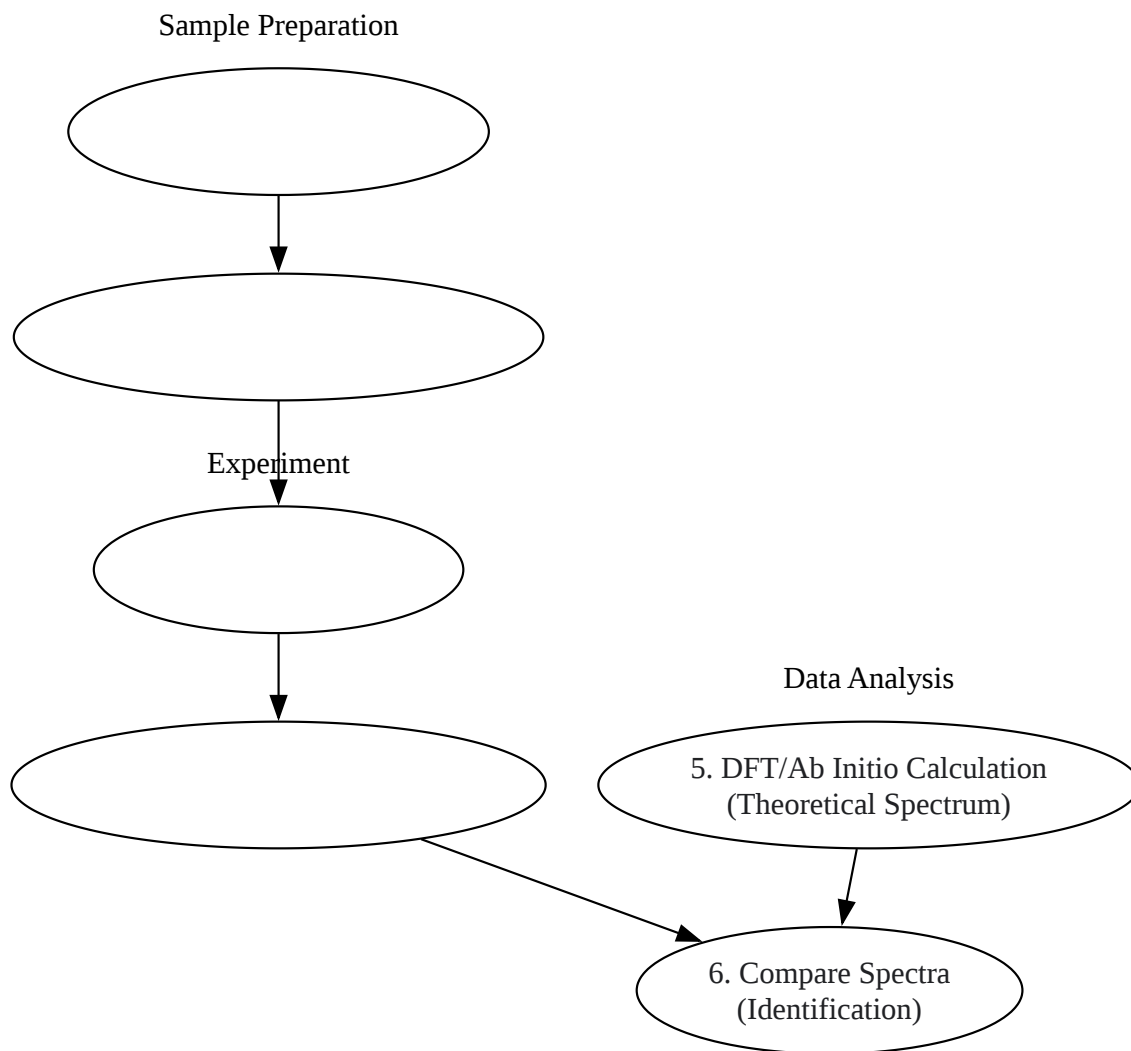 Sample Preparation
Experiment
Data Analysis
5. DFT/Ab Initio Calculation
(Theoretical Spectrum)
6. Compare Spectra
(Identification)